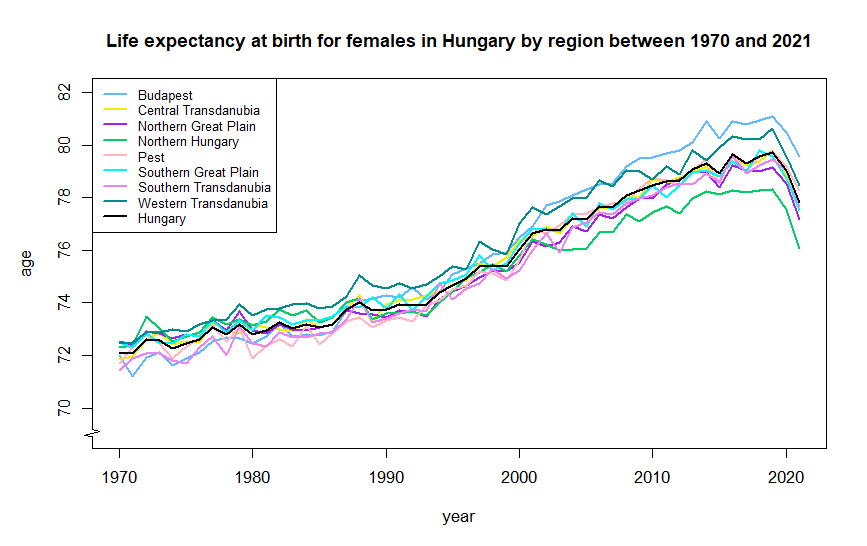 Life expectancy at birth for females in Hungary by region between 1970 and 2021
82
80
78
76
74
72
70
age
Budapest
Central Transdanubia
Northern Great Plain
Northern Hungary
Pest
Southern Great Plain
Southern Transdanubia
Western Transdanubia
Hungary
1970 1980 1990 2000 2010 2020
year